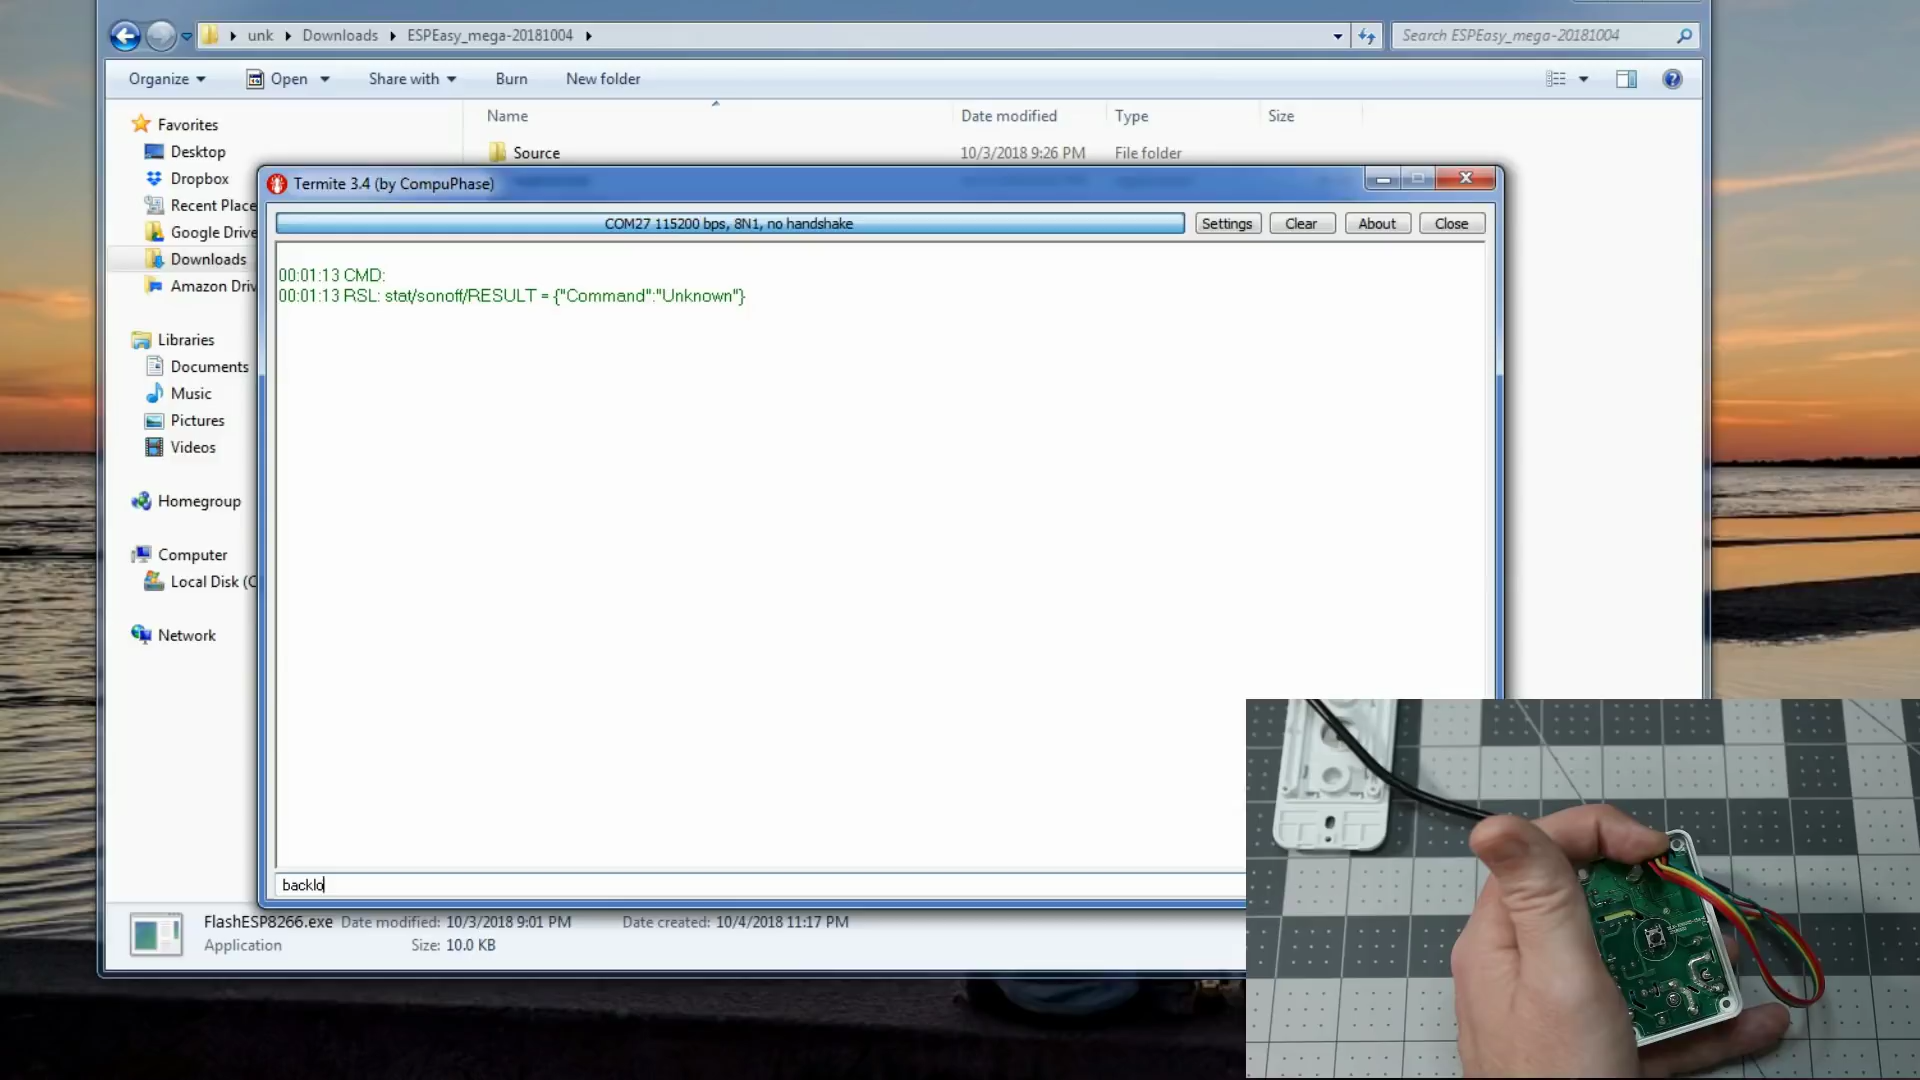 unk Downloads ESPEasy_mega-20181004
Search ESPEasy_mega-20181004
Organize Open Share with Burn New folder
Name Date modified Type Size
Source 10/3/2018 9:26 PM File folder
Favorites
Desktop
Dropbox
Recent Place
Google Drive
Downloads
Amazon Driv
Libraries
Documents
Music
Pictures
Videos
Homegroup
Computer
Local Disk (C
Network
Termite 3.4 (by CompuPhase)
COM27 115200 bps, 8N1, no handshake
Settings Clear About Close
00:01:13 CMD:
00:01:13 RSL: stat/sonoff/RESULT = {"Command":"Unknown"}
backlo
FlashESP8266.exe Date modified: 10/3/2018 9:01 PM Date created: 10/4/2018 11:17 PM
Application Size: 10.0 KB